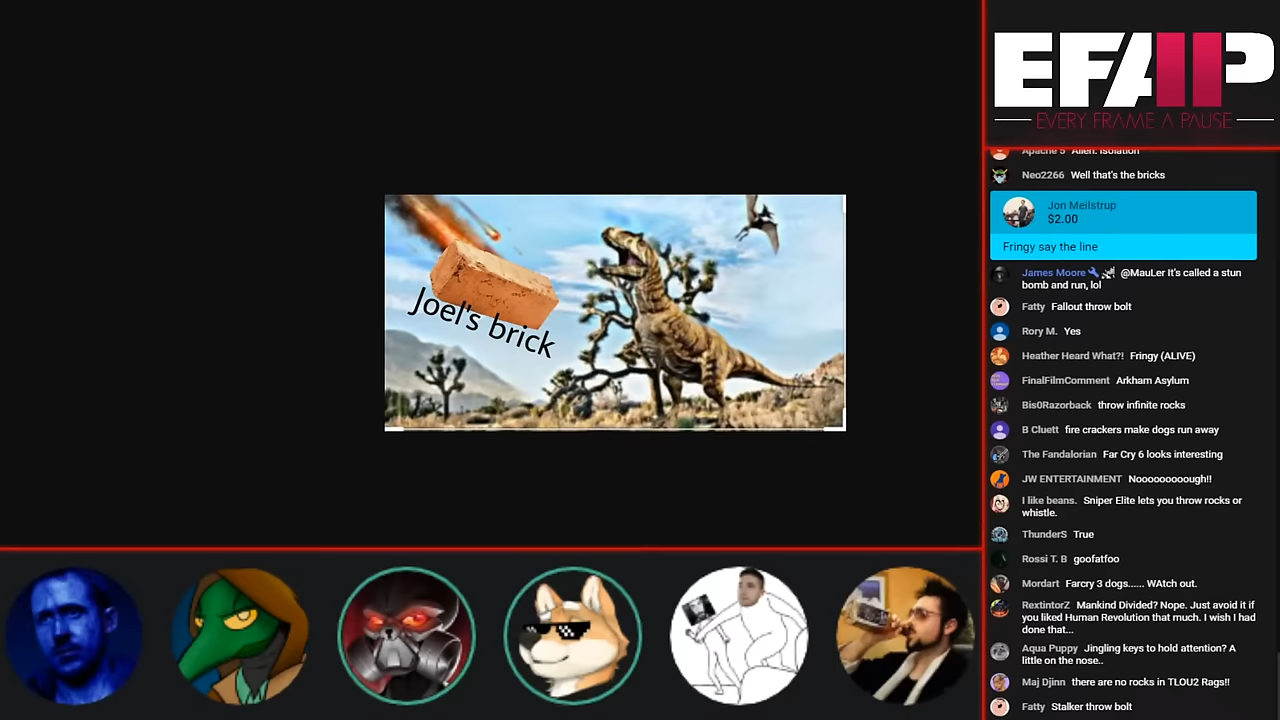 EFAP
EVERY FRAME A PAUSE
Joel's brick
Apache 5 Alien: Isolation
Neo2266 Well that's the bricks
Jon Meilstrup
$2.00
Fringy say the line
James Moore @MauLer It's called a stun
bomb and run, lol
Fatty Fallout throw bolt
Rory M. Yes
Heather Heard What?! Fringy (ALIVE)
FinalFilmComment Arkham Asylum
Bis0Razorback throw infinite rocks
B Cluett fire crackers make dogs run away
The Fandalorian Far Cry 6 looks interesting
JW ENTERTAINMENT Noooooooooough!!
I like beans. Sniper Elite lets you throw rocks or
whistle.
ThunderS True
Rossi T. B goofatfoo
Mordart Farcry 3 dogs...... WAtch out.
RextintorZ Mankind Divided? Nope. Just avoid it if
you liked Human Revolution that much. I wish I had
done that...
Aqua Puppy Jingling keys to hold attention? A
little on the nose..
Maj Djinn there are no rocks in TLOU2 Rags!!
Fatty Stalker throw bolt